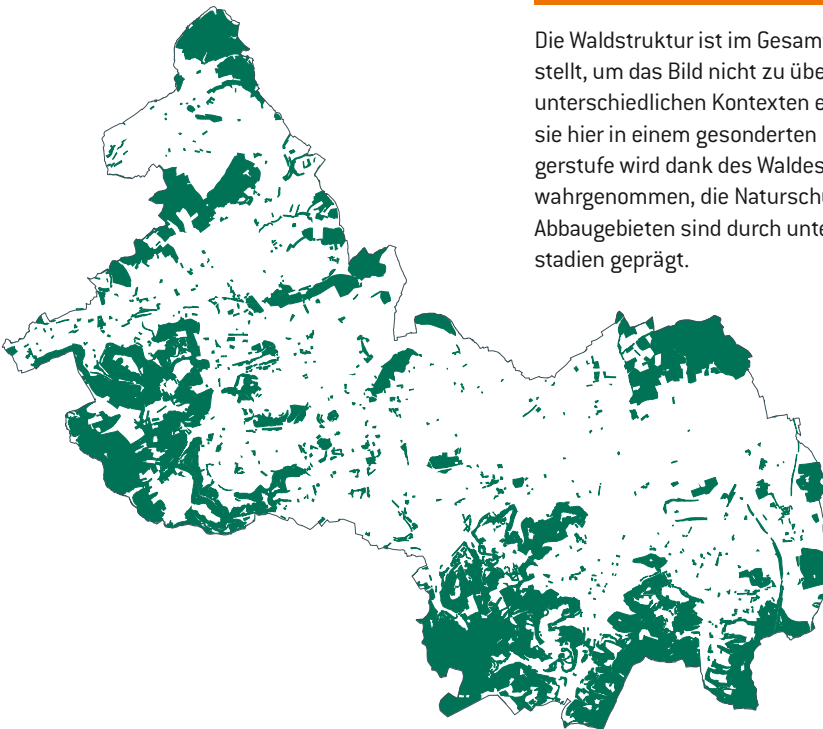 Die Waldstruktur ist im Gesam
stellt, um das Bild nicht zu übe
unterschiedlichen Kontexten e
sie hier in einem gesonderten
gerstufe wird dank des Waldes
wahrgenommen, die Naturschu
Abbaugebieten sind durch unte
stadien geprägt.